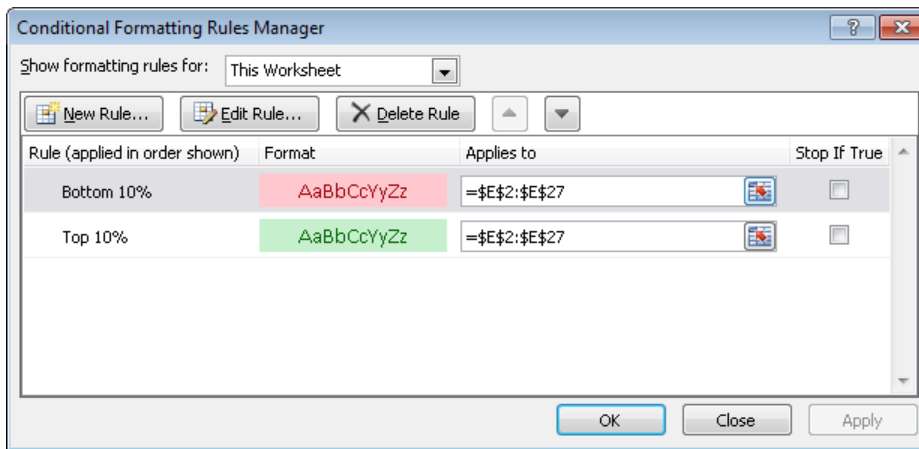 Conditional Formatting Rules Manager
Show formatting rules for: This Worksheet
New Rule... Edit Rule... Delete Rule
Rule (applied in order shown) Format Applies to Stop If True
Bottom 10% AaBbCcYyZz =$E$2:$E$27
Top 10% AaBbCcYyZz =$E$2:$E$27
OK Close Apply